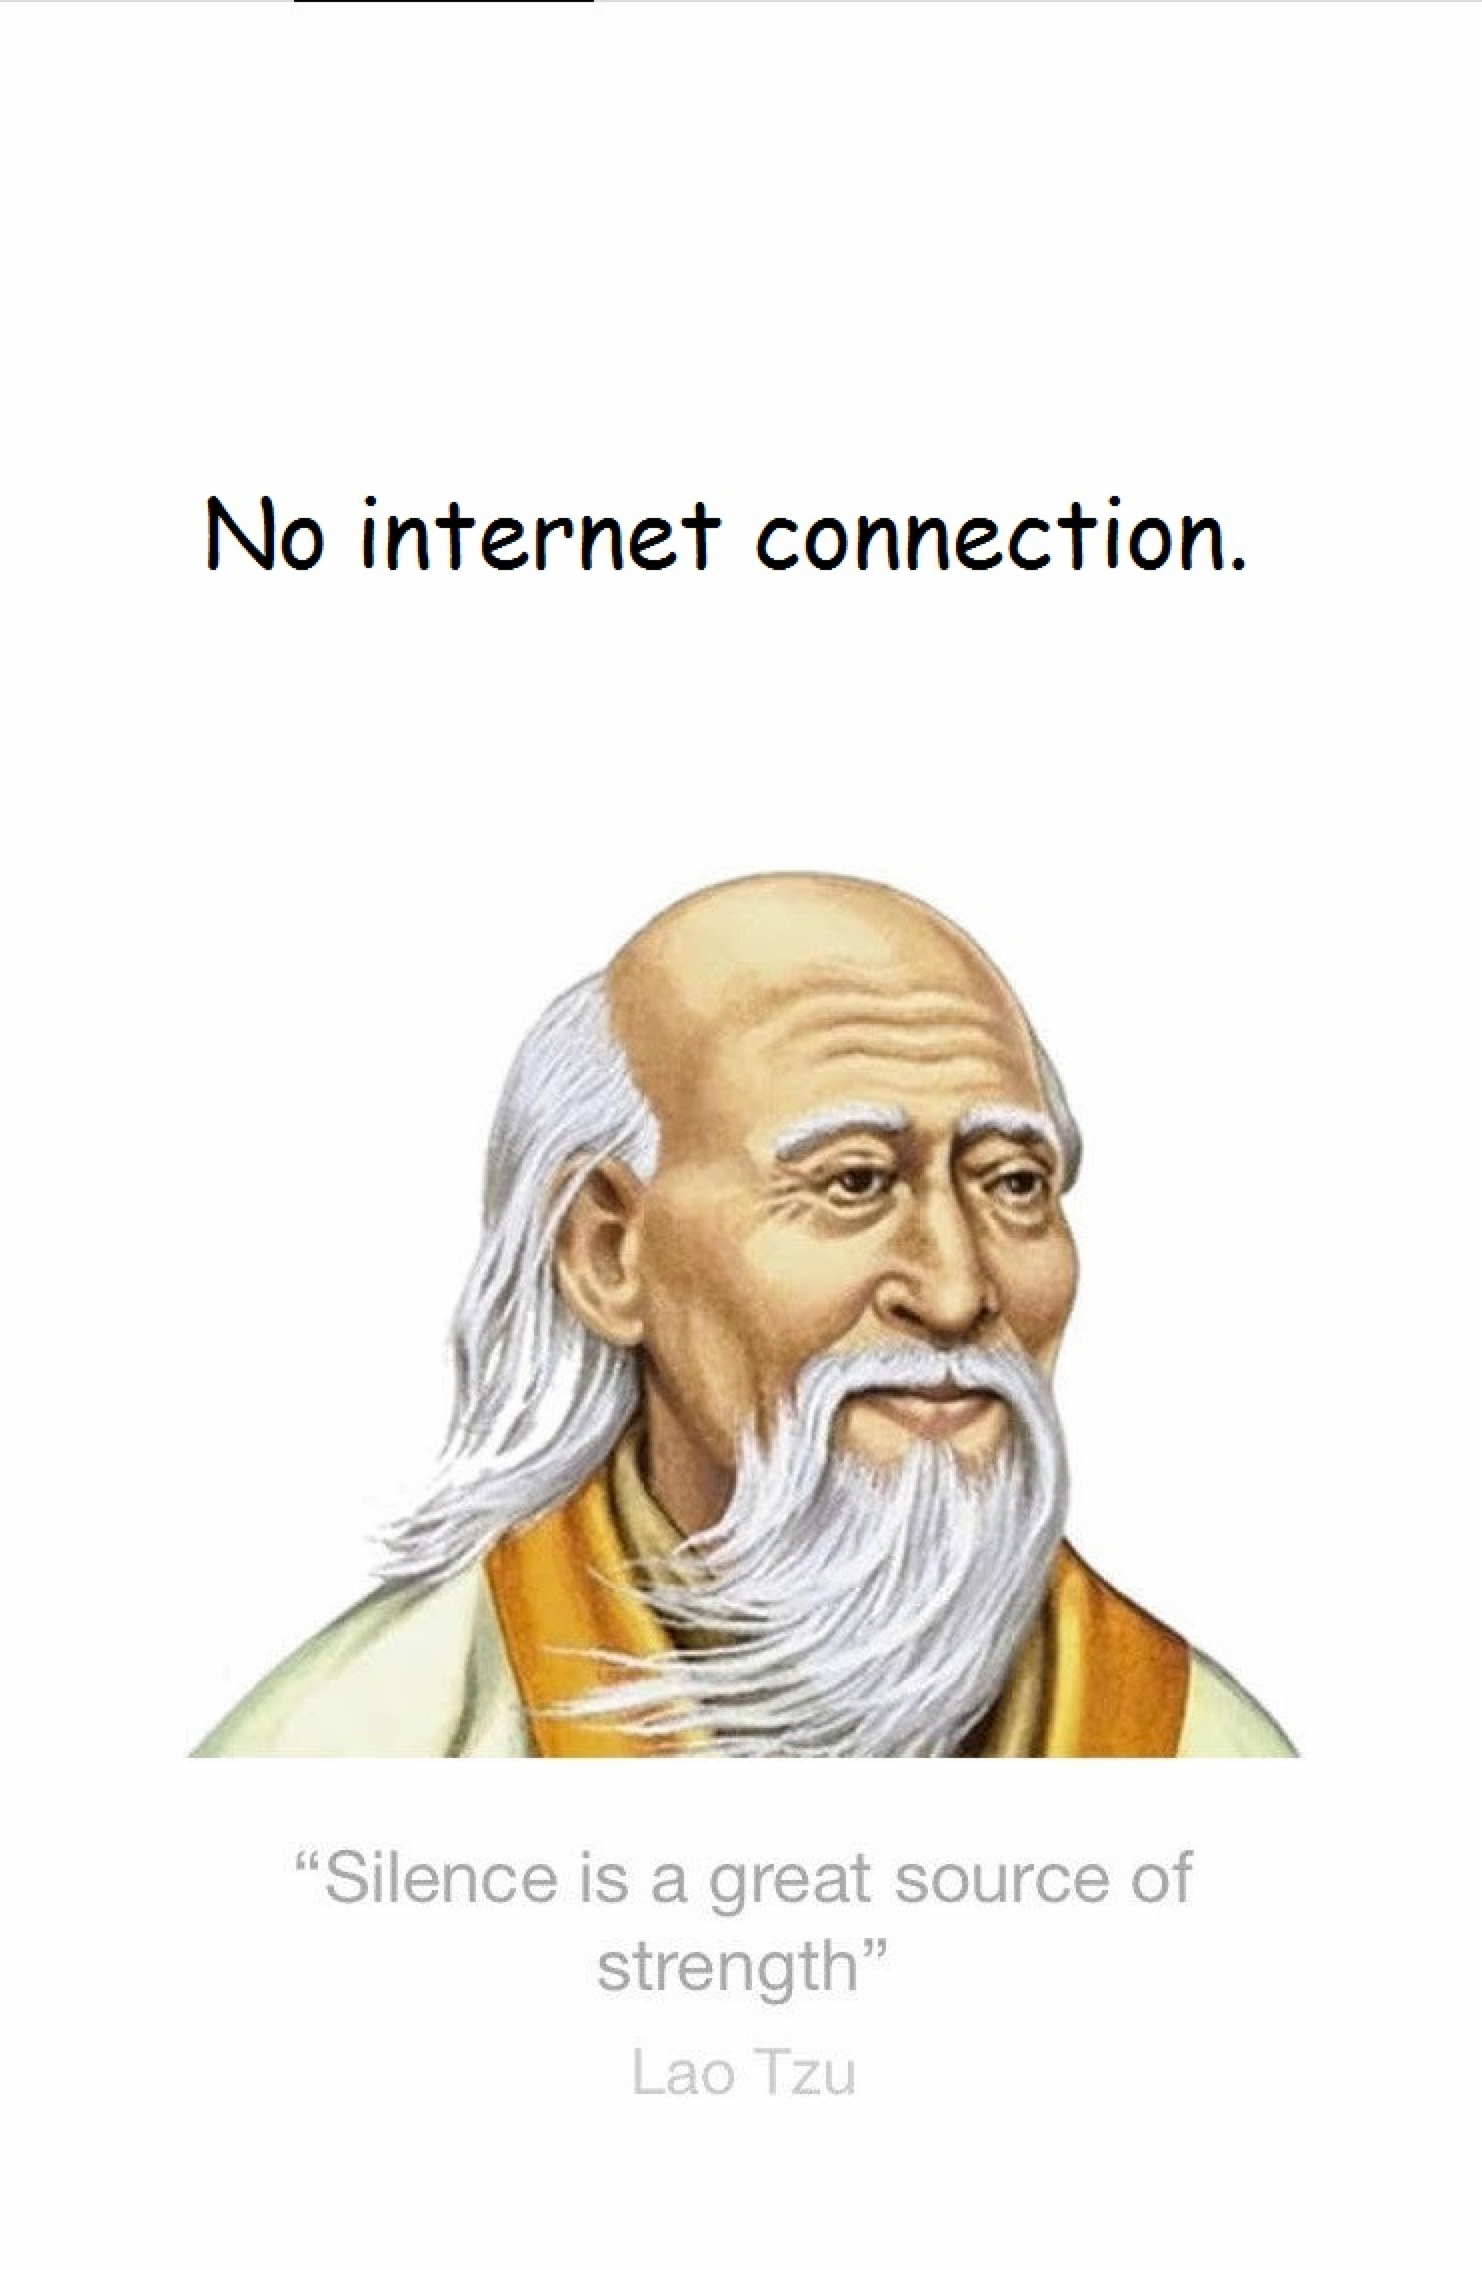 No internet connection.
“Silence is a great source of
strength”
Lao Tzu